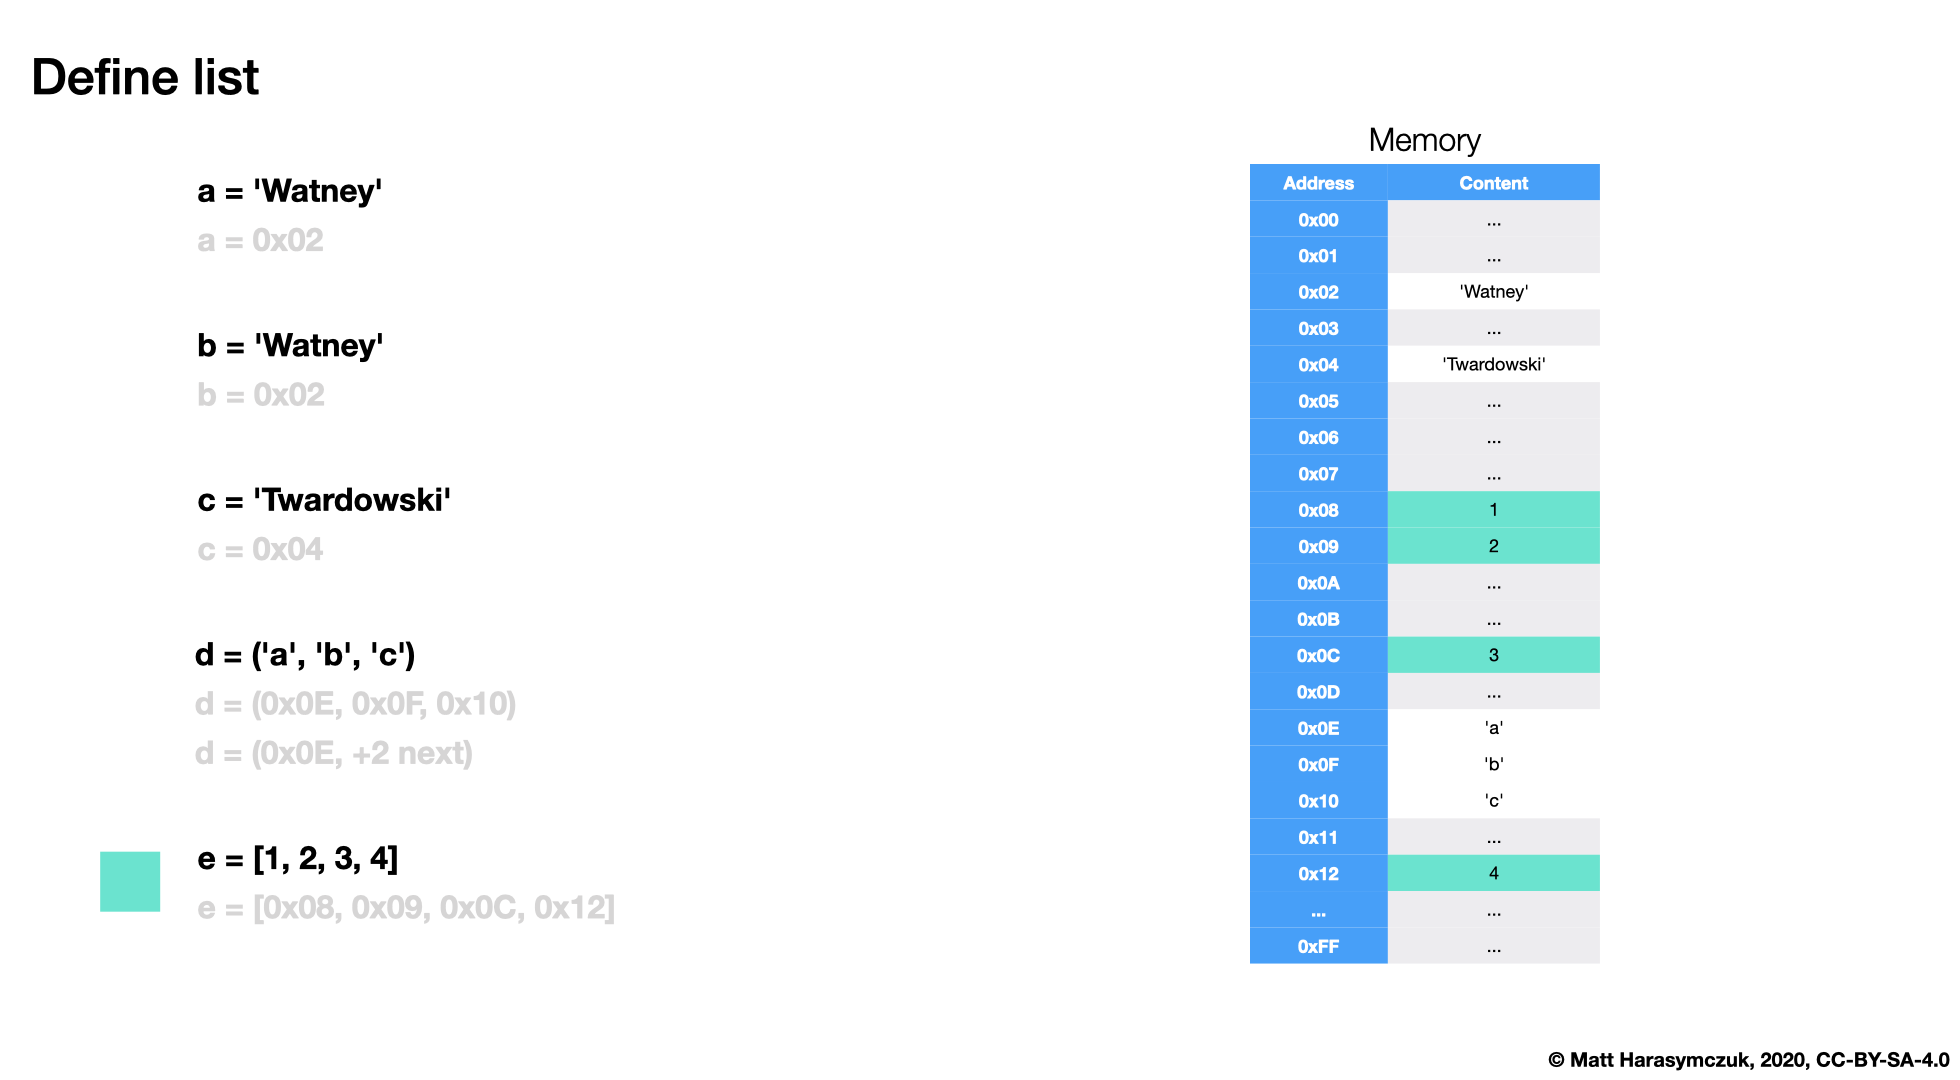 Define list
a = 'Watney'
a = 0x02
b = 'Watney'
b = 0x02
c = 'Twardowski'
c = 0x04
d = ('a', 'b', 'c')
d = (0x0E, 0x0F, 0x10)
d = (0x0E, +2 next)
e = [1, 2, 3, 4]
e = [0x08, 0x09, 0x0C, 0x12]
Memory
Address Content
0x00 ...
0x01 ...
0x02 'Watney'
0x03 ...
0x04 'Twardowski'
0x05 ...
0x06 ...
0x07 ...
0x08 1
0x09 2
0x0A ...
0x0B ...
0x0C 3
0x0D ...
0x0E 'a'
0x0F 'b'
0x10 'c'
0x11 ...
0x12 4
... ...
0xFF ...
© Matt Harasymczuk, 2020, CC-BY-SA-4.0